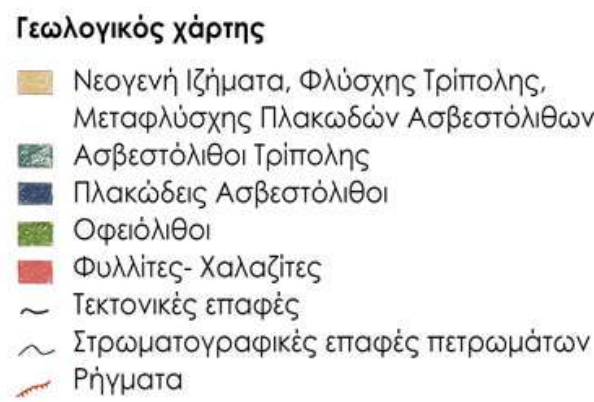 Γεωλογικός χάρτης
Νεογενή Ιζήματα, Φλύσχης Τρίπολης,
Μεταφλύσχης Πλακωδών Ασβεστόλιθων
Ασβεστόλιθοι Τρίπολης
Πλακώδεις Ασβεστόλιθοι
Οφειόλιθοι
Φυλλίτες- Χαλαζίτες
Τεκτονικές επαφές
Στρωματογραφικές επαφές πετρωμάτων
Ρήγματα